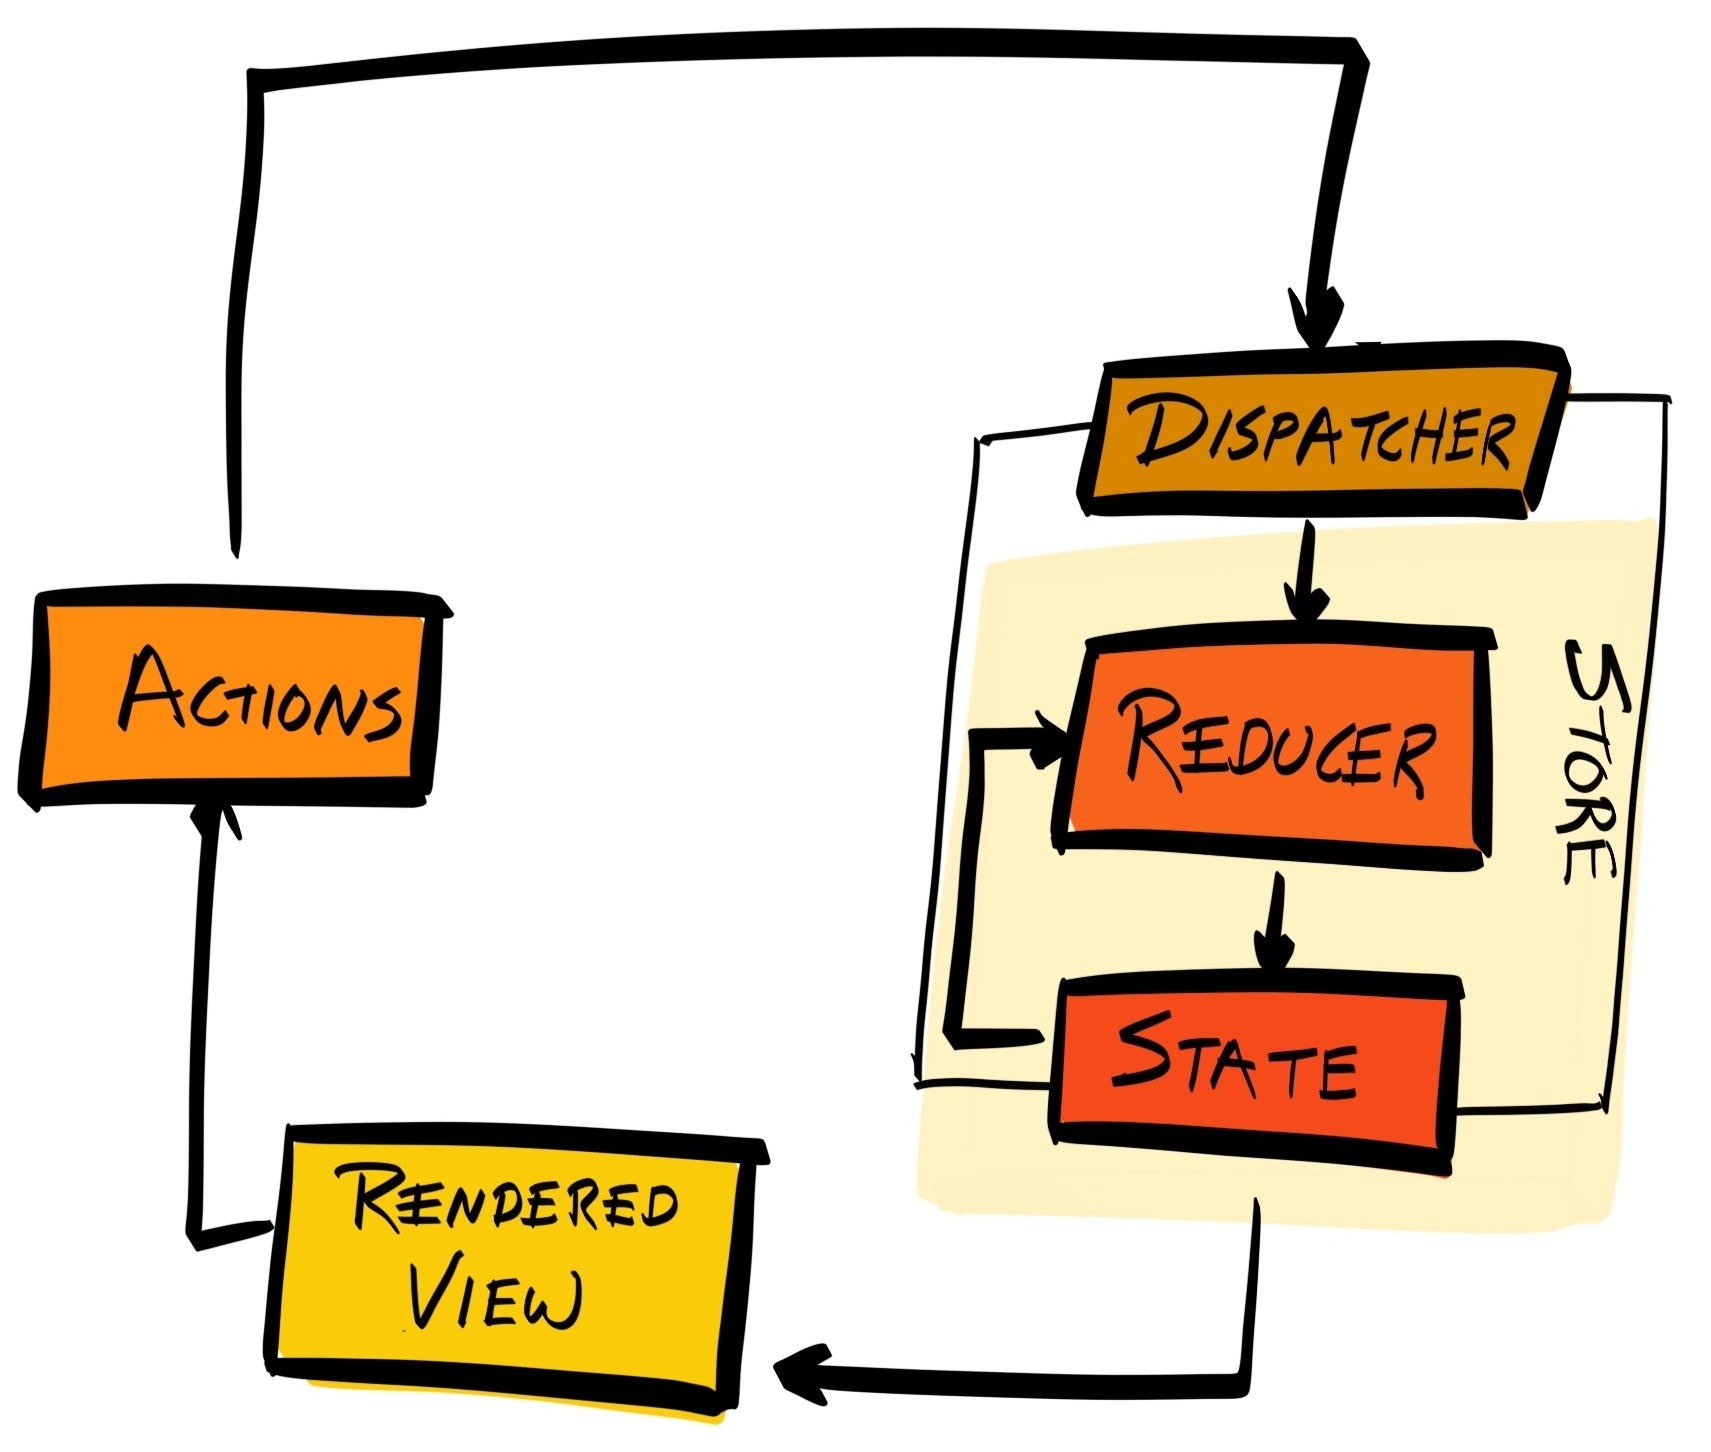 DISPATCHER
ACTIONS
REDUCER
STORE
STATE
RENDERED
VIEW